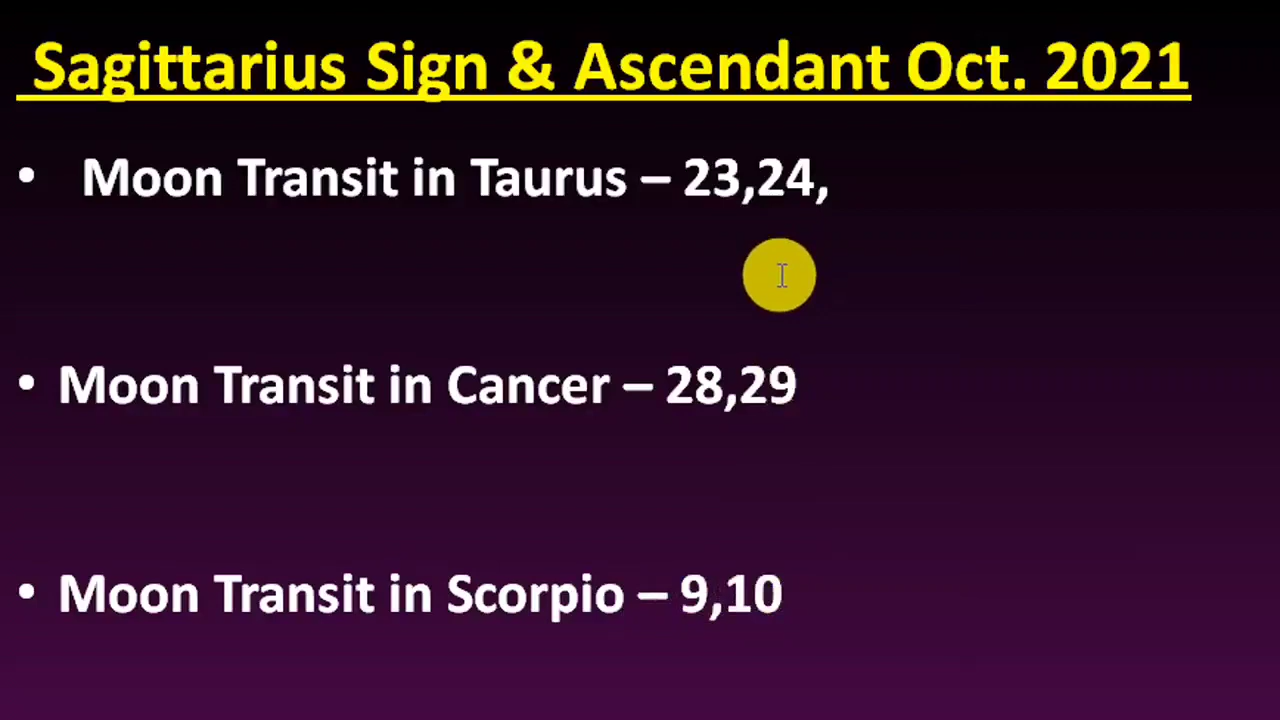 Sagittarius Sign & Ascendant Oct. 2021
• Moon Transit in Taurus – 23,24,
• Moon Transit in Cancer – 28,29
• Moon Transit in Scorpio – 9,10